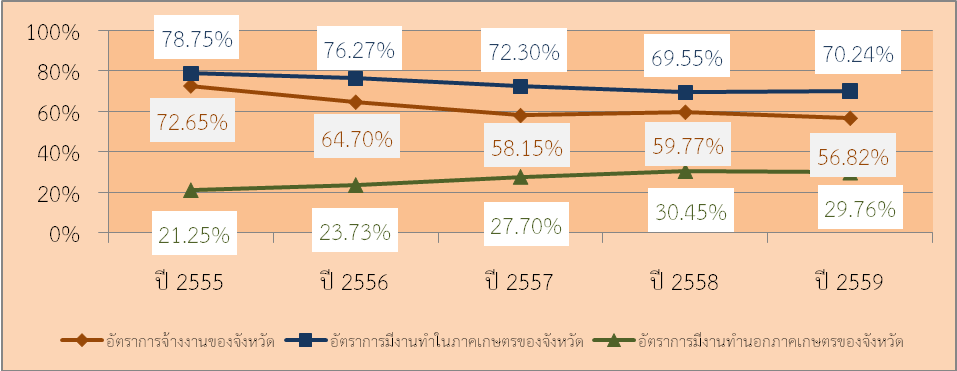 100%
80%
60%
40%
20%
0%
78.75%
76.27%
72.30%
69.55%
70.24%
72.65%
64.70%
58.15%
59.77%
56.82%
21.25%
23.73%
27.70%
30.45%
29.76%
ปี 2555
ปี 2556
ปี 2557
ปี 2558
ปี 2559
อัตราการจ้างงานของจังหวัด
อัตราการมีงานทำในภาคเกษตรของจังหวัด
อัตราการมีงานทำนอกภาคเกษตรของจังหวัด